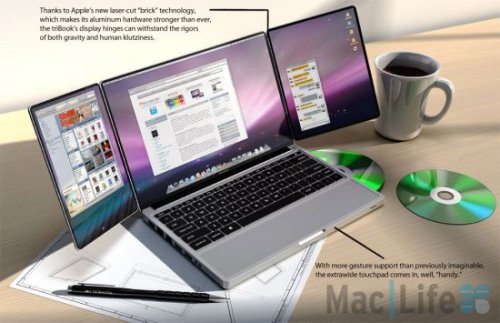 Thanks to Apple's new laser-cut "brick" technology,
which makes its aluminum hardware stronger than ever,
the triBook's display hinges can withstand the rigors
of both gravity and human klutziness.
With more gesture support than previously imaginable,
the extrawide touchpad comes in, well, "handy."
Mac|Life